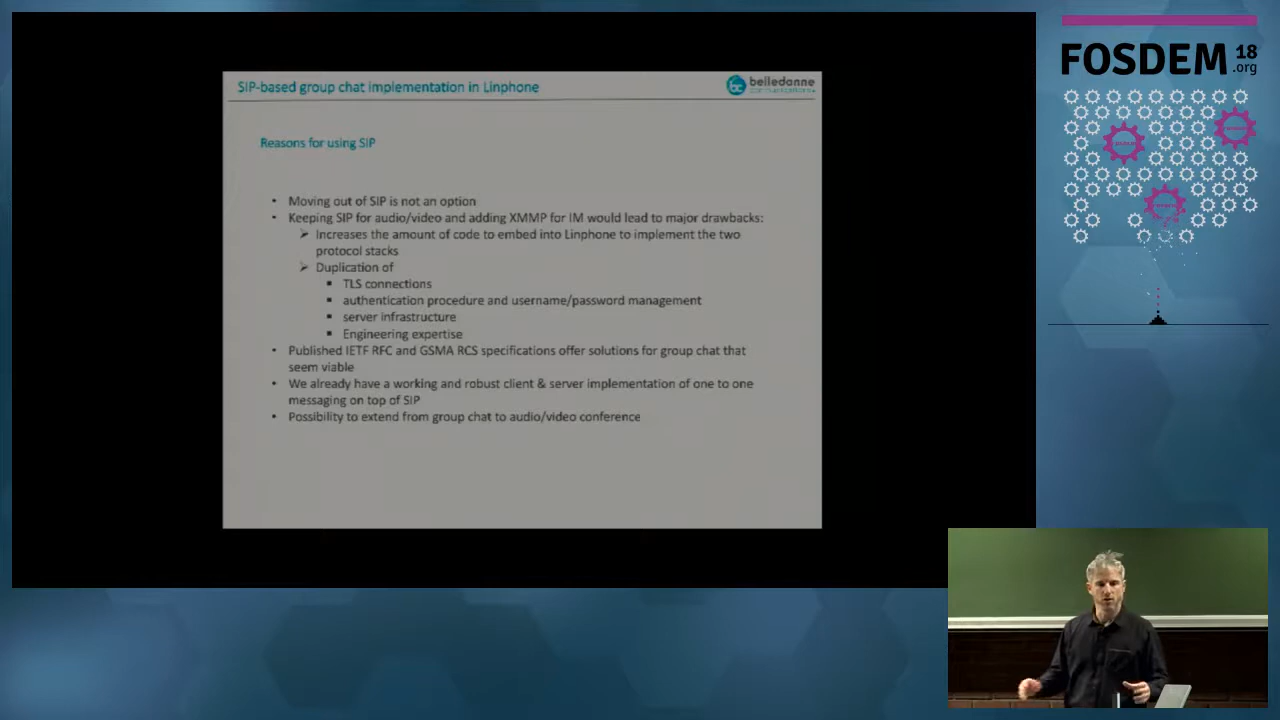 SIP-based group chat implementation in Linphone
belledonne
communications
Reasons for using SIP
• Moving out of SIP is not an option
• Keeping SIP for audio/video and adding XMMP for IM would lead to major drawbacks:
➢ Increases the amount of code to embed into Linphone to implement the two
protocol stacks
➢ Duplication of
▪ TLS connections
▪ authentication procedure and username/password management
▪ server infrastructure
▪ Engineering expertise
• Published IETF RFC and GSMA RCS specifications offer solutions for group chat that
seem viable
• We already have a working and robust client & server implementation of one to one
messaging on top of SIP
• Possibility to extend from group chat to audio/video conference
FOSDEM 18
.org